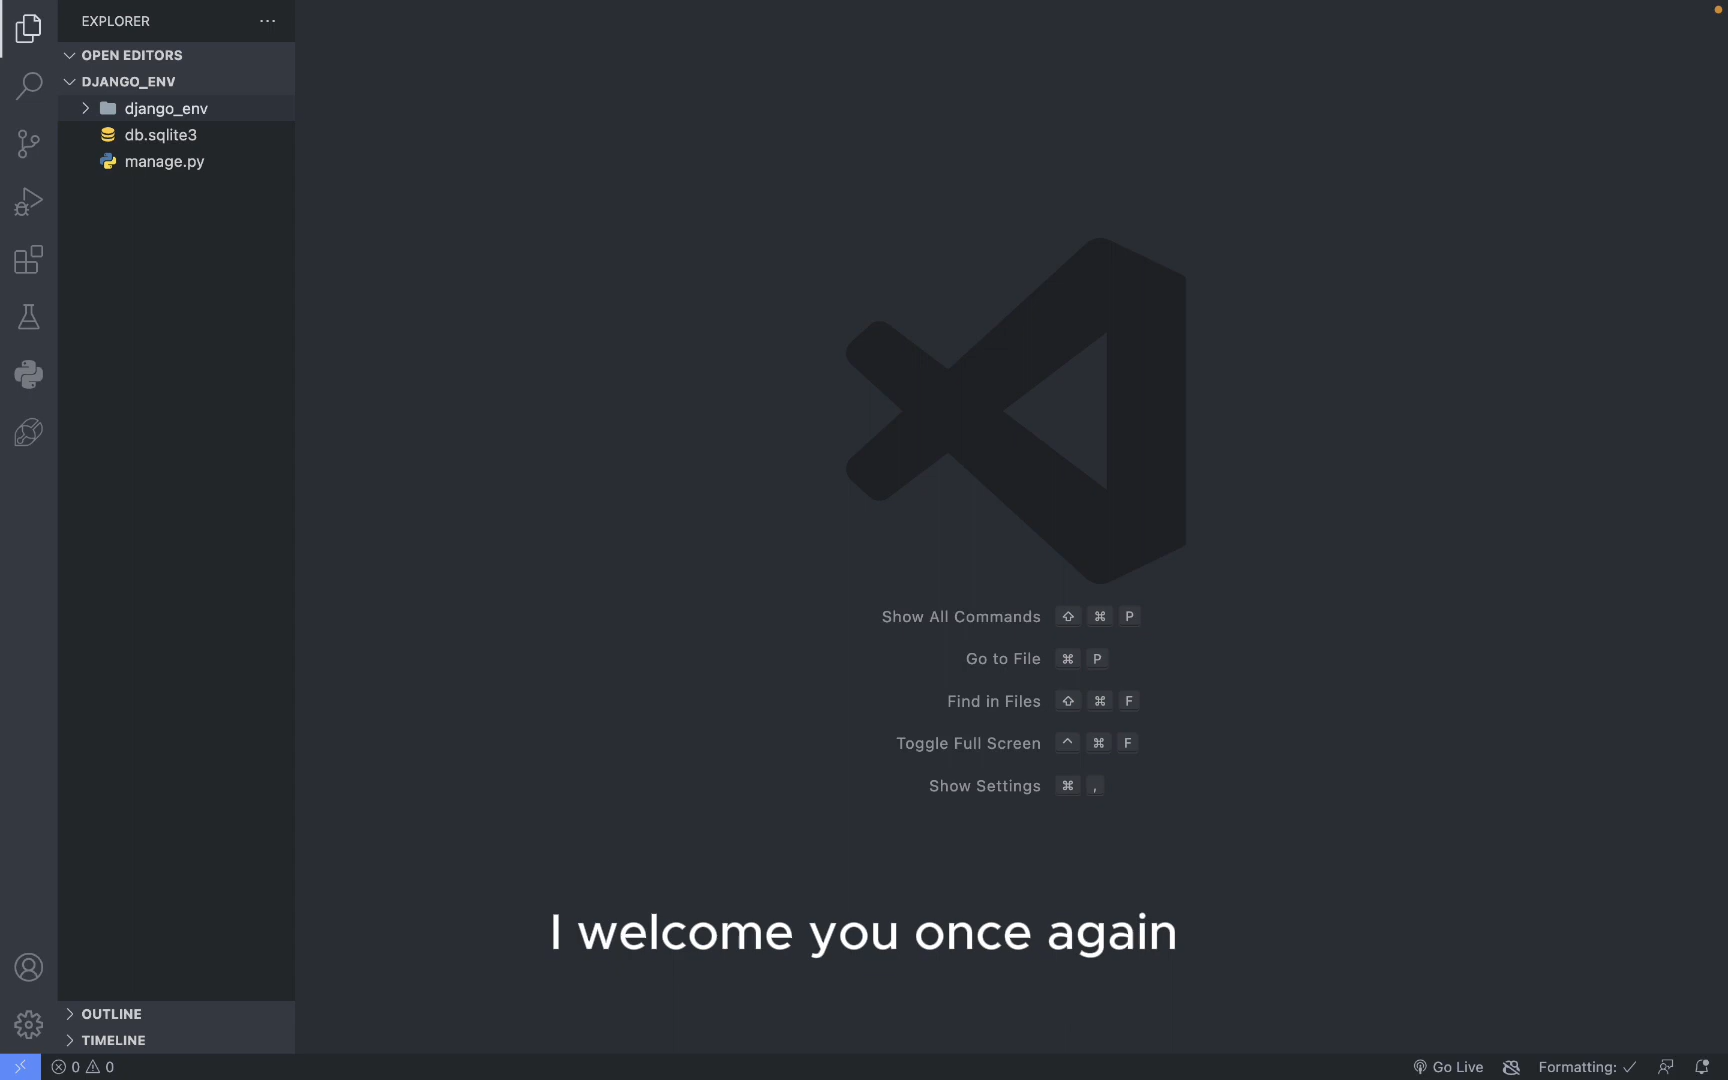 EXPLORER
OPEN EDITORS
DJANGO_ENV
django_env
db.sqlite3
manage.py
Show All Commands ⇧ ⌘ P
Go to File ⌘ P
Find in Files ⇧ ⌘ F
Toggle Full Screen ^ ⌘ F
Show Settings ⌘ ,
I welcome you once again
OUTLINE
TIMELINE
0 0 Go Live Formatting: ✓